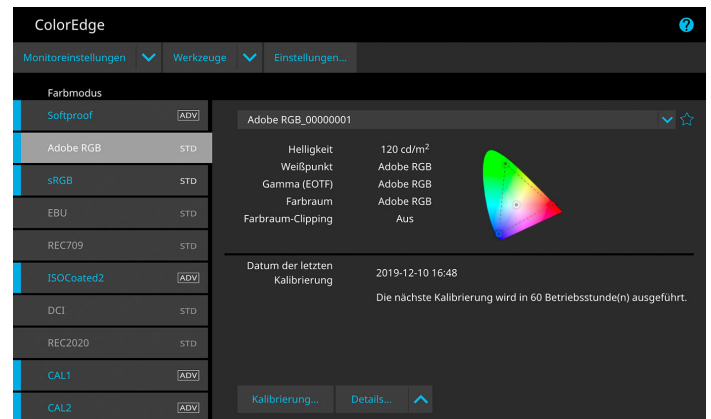 ColorEdge
?
Monitoreinstellungen Werkzeuge Einstellungen...
Farbmodus
Softproof ADV
Adobe RGB STD
sRGB STD
EBU STD
REC709 STD
ISOCoated2 ADV
DCI STD
REC2020 STD
CAL1 ADV
CAL2 ADV
Adobe RGB_00000001
Helligkeit 120 cd/m²
Weißpunkt Adobe RGB
Gamma (EOTF) Adobe RGB
Farbraum Adobe RGB
Farbraum-Clipping Aus
Datum der letzten
Kalibrierung
2019-12-10 16:48
Die nächste Kalibrierung wird in 60 Betriebsstunde(n) ausgeführt.
Kalibrierung... Details...